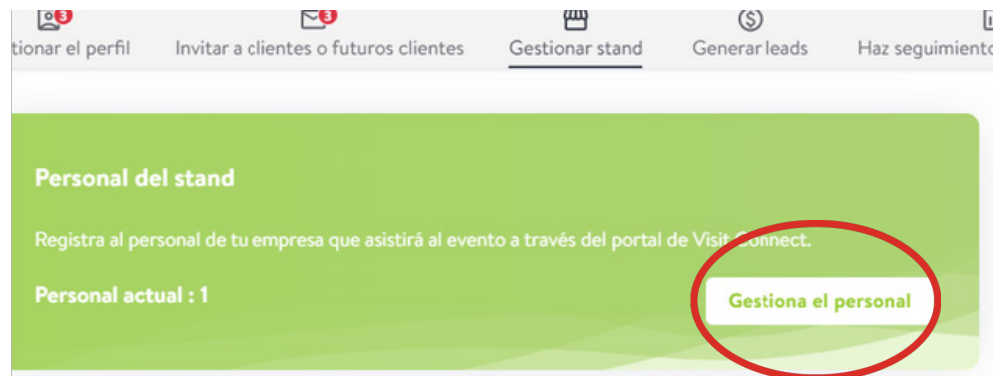 3 3
tionar el perfil Invitar a clientes o futuros clientes Gestionar stand Generar leads Haz seguimiento
Personal del stand
Registra al personal de tu empresa que asistirá al evento a través del portal de Visit Connect.
Personal actual : 1
Gestiona el personal